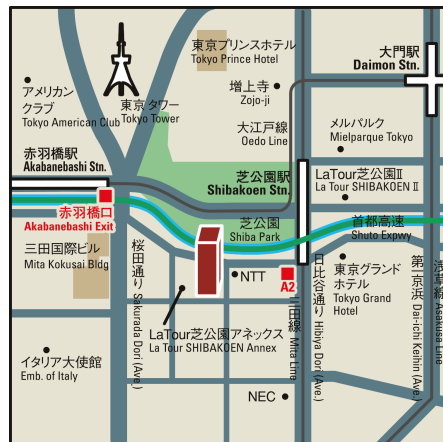 東京プリンスホテル
Tokyo Prince Hotel
大門駅
Daimon Stn.
アメリカン
クラブ
Tokyo American Club
東京タワー
Tokyo Tower
増上寺
Zojo-ji
大江戸線
Oedo Line
メルパルク
Mielparque Tokyo
赤羽橋駅
Akabanebashi Stn.
芝公園駅
Shibakoen Stn.
LaTour芝公園II
La Tour SHIBAKOEN II
赤羽橋口
Akabanebashi Exit
芝公園
Shiba Park
首都高速
Shuto Expwy
三田国際ビル
Mita Kokusai Bldg
桜田通り Sakurada Dori (Ave.)
NTT
A2
三田線 Mita Line
日比谷通り Hibiya Dori (Ave.)
東京グランド
ホテル
Tokyo Grand
Hotel
第一京浜 Dai-ichi Keihin (Ave.)
浅草線 Asakusa Line
LaTour芝公園アネックス
La Tour SHIBAKOEN Annex
イタリア大使館
Emb. of Italy
NEC